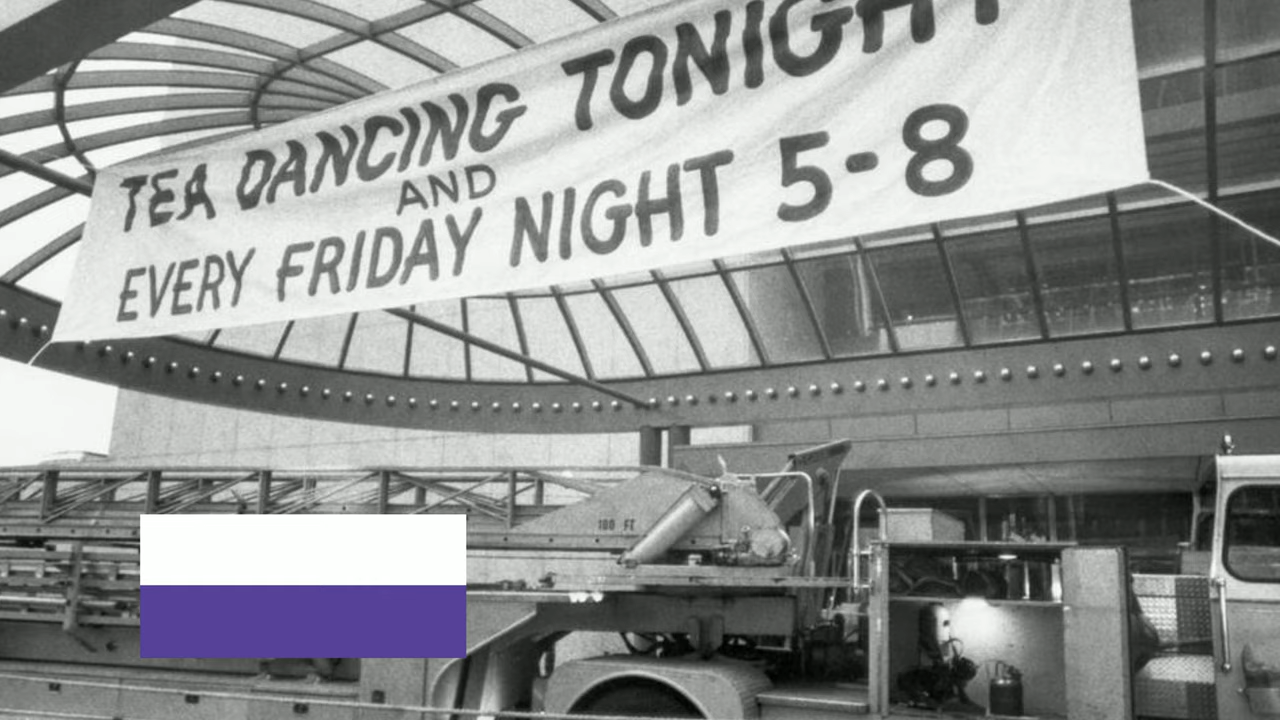 TEA DANCING TONIGHT
AND
EVERY FRIDAY NIGHT 5-8
100 FT